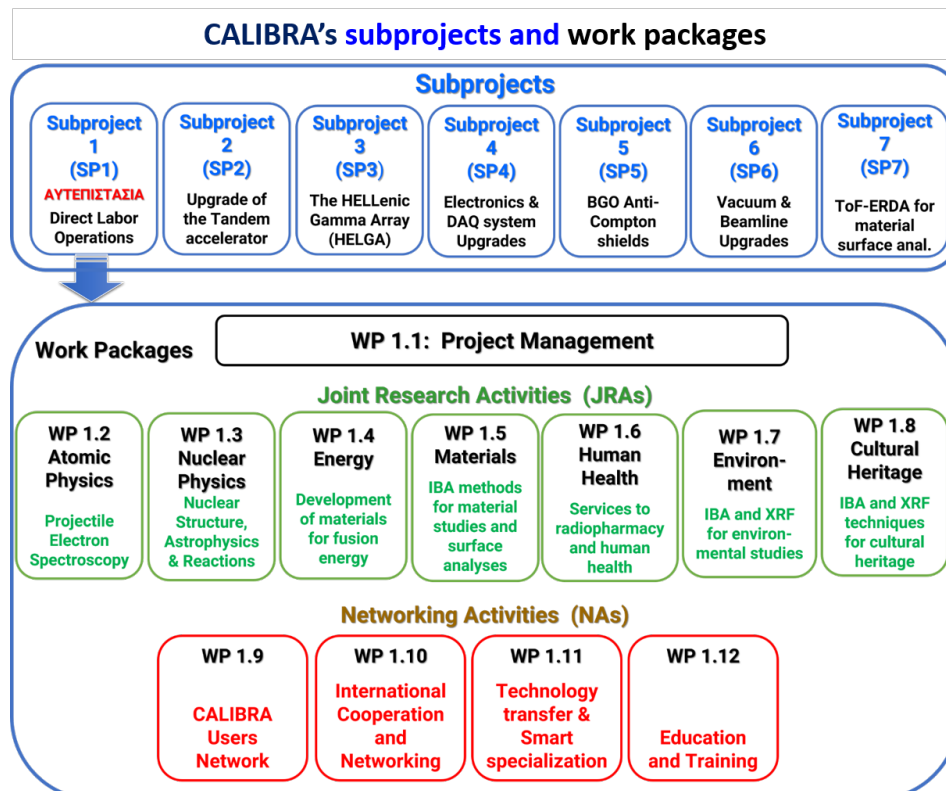 CALIBRA's subprojects and work packages
Subprojects
Subproject
1
(SP1)
ΑΥΤΕΠΙΣΤΑΣΙΑ
Direct Labor
Operations
Subproject
2
(SP2)
Upgrade of
the Tandem
accelerator
Subproject
3
(SP3)
The HELLenic
Gamma Array
(HELGA)
Subproject
4
(SP4)
Electronics &
DAQ system
Upgrades
Subproject
5
(SP5)
BGO Anti-
Compton
shields
Subproject
6
(SP6)
Vacuum &
Beamline
Upgrades
Subproject
7
(SP7)
ToF-ERDA for
material
surface anal.
Work Packages
WP 1.1: Project Management
Joint Research Activities (JRAs)
WP 1.2
Atomic
Physics
Projectile
Electron
Spectroscopy
WP 1.3
Nuclear
Physics
Nuclear
Structure,
Astrophysics
& Reactions
WP 1.4
Energy
Development
of materials
for fusion
energy
WP 1.5
Materials
IBA methods
for material
studies and
surface
analyses
WP 1.6
Human
Health
Services to
radiopharmacy
and human
health
WP 1.7
Environ-
ment
IBA and XRF
for environ-
mental studies
WP 1.8
Cultural
Heritage
IBA and XRF
techniques
for cultural
heritage
Networking Activities (NAs)
WP 1.9
CALIBRA
Users
Network
WP 1.10
International
Cooperation
and
Networking
WP 1.11
Technology
transfer &
Smart
specialization
WP 1.12
Education
and Training